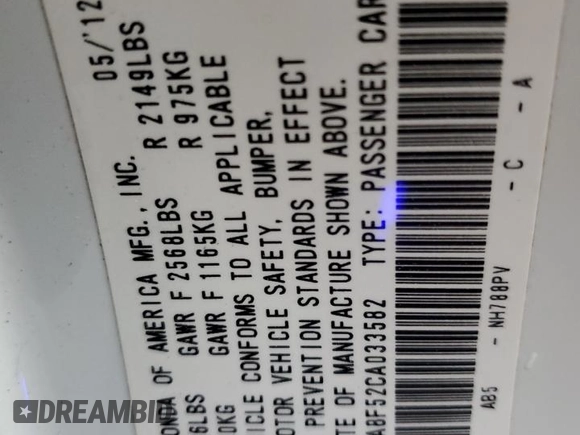 05/'12
ONDA OF AMERICA MFG., INC.
6LBS GAWR F 2568LBS R 2149LBS
0KG GAWR F 1165KG R 975KG
ICLE CONFORMS TO ALL APPLICABLE
OTOR VEHICLE SAFETY, BUMPER,
PREVENTION STANDARDS IN EFFECT
TE OF MANUFACTURE SHOWN ABOVE.
A8F52CA033582 TYPE: PASSENGER CAR
AB5 - NH788PV - C - A
DREAMBID